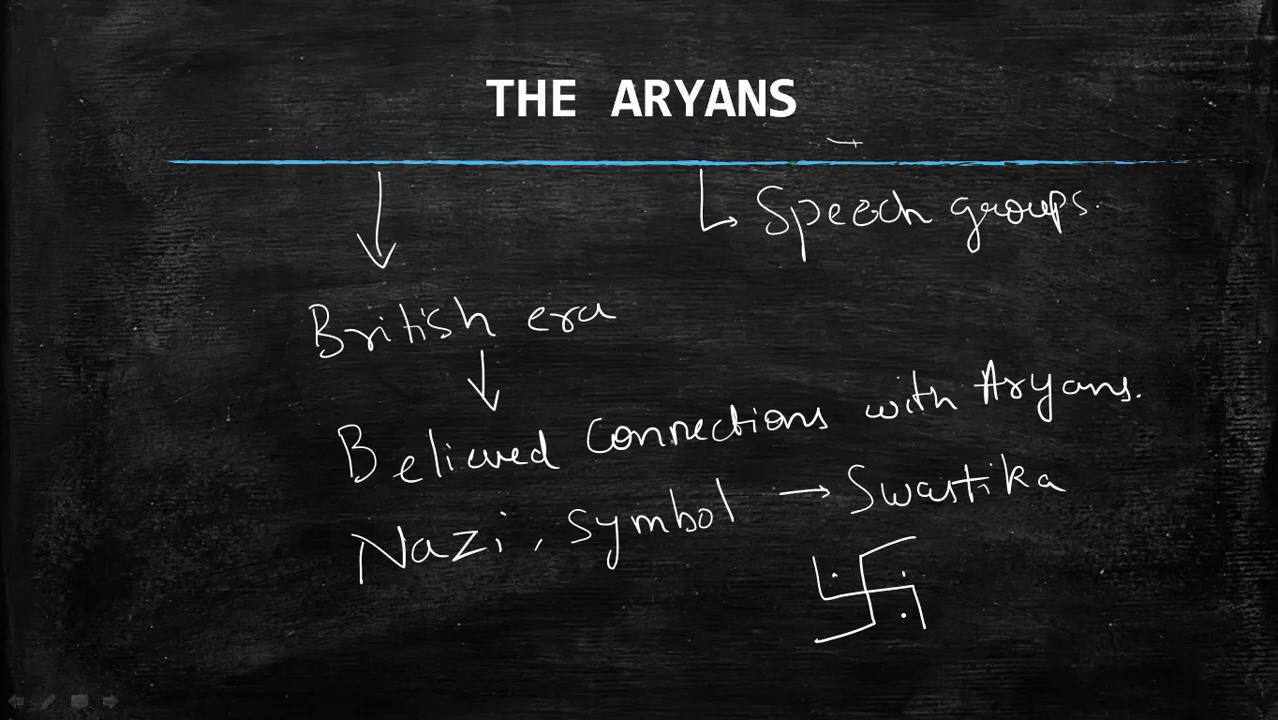 THE ARYANS
Speech groups.
British era
Believed connections with Aryans.
Nazi, symbol → Swastika